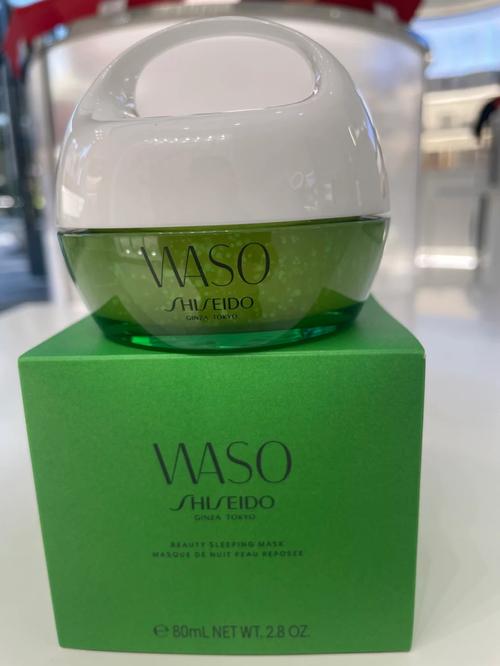 WASO
SHISEIDO
GINZA TOKYO
WASO
SHISEIDO
GINZA TOKYO
BEAUTY SLEEPING MASK
MASQUE DE NUIT PEAU REPOSÉE
℮ 80mL NET WT. 2.8 OZ.